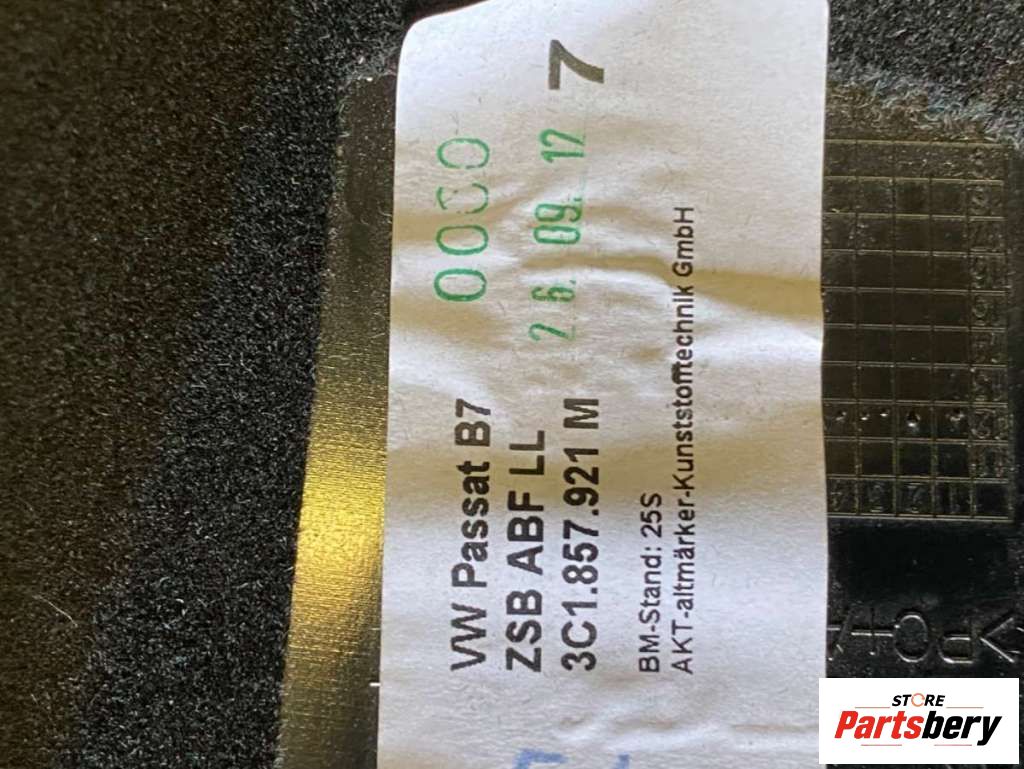 VW Passat B7
0000
ZSB ABF LL
26. 09. 12
3C1.857.921 M
7
BM-Stand: 25S
AKT-altmärker-Kunststofftechnik GmbH
STORE
Partsbery